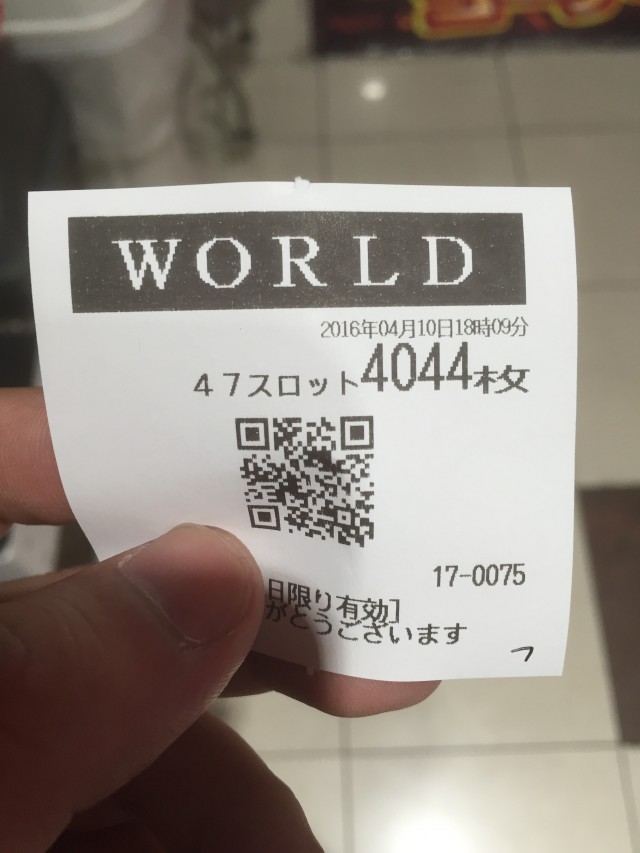 WORLD
2016年04月10日18時09分
47スロット4044枚
17-0075
日限り有効]
がとうございます